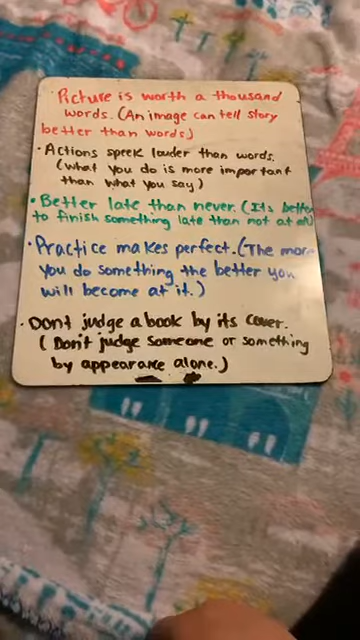 · Picture is worth a thousand
words. (An image can tell story
better than words)
· Actions speek louder than words.
(what you do is more important
than what you say)
· Better late than never. (Its better
to finish something late than not at all)
· Practice makes perfect. (The more
you do something the better you
will become at it.)
· Dont judge a book by its cover.
( Don't judge someone or something
by appearance alone.)